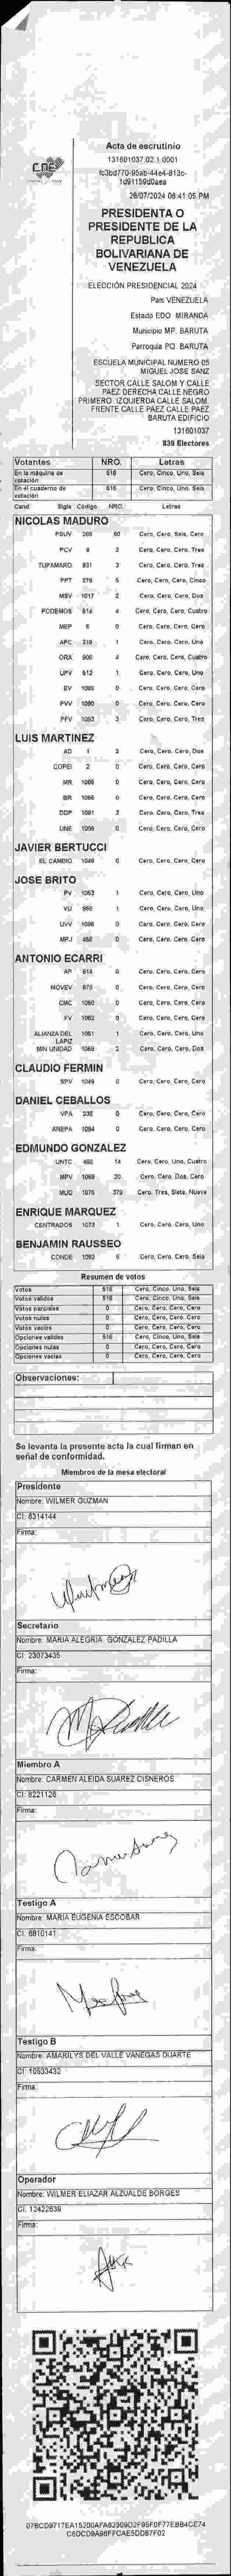 Acta de escrutinio
131601037.02.1.0001
fc3bd770-95ab-44e4-813c-
1d91159d0aea
28/07/2024 06:41:05 PM
PRESIDENTA O
PRESIDENTE DE LA
REPUBLICA
BOLIVARIANA DE
VENEZUELA
ELECCIÓN PRESIDENCIAL 2024
País VENEZUELA
Estado EDO. MIRANDA
Municipio MP. BARUTA
Parroquia PQ. BARUTA
ESCUELA MUNICIPAL NUMERO 05
MIGUEL JOSE SANZ
SECTOR CALLE SALOM Y CALLE
PAEZ DERECHA CALLE NEGRO
PRIMERO. IZQUIERDA CALLE SALOM.
FRENTE CALLE PAEZ CALLE PAEZ
BARUTA EDIFICIO
131601037
839 Electores
Votantes NRO. Letras
En la máquina de votación 516 Cero, Cinco, Uno, Seis
En el cuaderno de votación 516 Cero, Cinco, Uno, Seis
Cand. Sigla Código NRO. Letras
NICOLAS MADURO
PSUV 269 60 Cero, Cero, Seis, Cero
PCV 9 3 Cero, Cero, Cero, Tres
TUPAMARO 931 3 Cero, Cero, Cero, Tres
PPT 276 5 Cero, Cero, Cero, Cinco
MSV 1017 2 Cero, Cero, Cero, Dos
PODEMOS 514 4 Cero, Cero, Cero, Cuatro
MEP 6 0 Cero, Cero, Cero, Cero
APC 219 1 Cero, Cero, Cero, Uno
ORA 906 4 Cero, Cero, Cero, Cuatro
UPV 512 1 Cero, Cero, Cero, Uno
EV 1089 0 Cero, Cero, Cero, Cero
PVV 1090 0 Cero, Cero, Cero, Cero
PFV 1093 3 Cero, Cero, Cero, Tres
LUIS MARTINEZ
AD 1 2 Cero, Cero, Cero, Dos
COPEI 2 0 Cero, Cero, Cero, Cero
MR 1065 0 Cero, Cero, Cero, Cero
BR 1066 0 Cero, Cero, Cero, Cero
DDP 1091 3 Cero, Cero, Cero, Tres
UNE 1096 0 Cero, Cero, Cero, Cero
JAVIER BERTUCCI
EL CAMBIO 1048 0 Cero, Cero, Cero, Cero
JOSE BRITO
PV 1053 1 Cero, Cero, Cero, Uno
VU 868 1 Cero, Cero, Cero, Uno
UVV 1096 0 Cero, Cero, Cero, Cero
MPJ 458 0 Cero, Cero, Cero, Cero
ANTONIO ECARRI
AP 814 0 Cero, Cero, Cero, Cero
MOVEV 878 0 Cero, Cero, Cero, Cero
CMC 1050 0 Cero, Cero, Cero, Cero
FV 1062 0 Cero, Cero, Cero, Cero
ALIANZA DEL LAPIZ 1061 1 Cero, Cero, Cero, Uno
MIN UNIDAD 1069 2 Cero, Cero, Cero, Dos
CLAUDIO FERMIN
SPV 1049 0 Cero, Cero, Cero, Cero
DANIEL CEBALLOS
VPA 236 0 Cero, Cero, Cero, Cero
AREPA 1094 0 Cero, Cero, Cero, Cero
EDMUNDO GONZALEZ
UNTC 480 14 Cero, Cero, Uno, Cuatro
MPV 1069 20 Cero, Cero, Dos, Cero
MUD 1076 379 Cero, Tres, Siete, Nueve
ENRIQUE MARQUEZ
CENTRADOS 1073 1 Cero, Cero, Cero, Uno
BENJAMIN RAUSSEO
CONDE 1092 6 Cero, Cero, Cero, Seis
Resumen de votos
Votos 516 Cero, Cinco, Uno, Seis
Votos válidos 516 Cero, Cinco, Uno, Seis
Votos parciales 0 Cero, Cero, Cero, Cero
Votos nulos 0 Cero, Cero, Cero, Cero
Votos vacíos 0 Cero, Cero, Cero, Cero
Opciones válidas 516 Cero, Cinco, Uno, Seis
Opciones nulas 0 Cero, Cero, Cero, Cero
Opciones vacías 0 Cero, Cero, Cero, Cero
Observaciones:
Se levanta la presente acta la cual firman en
señal de conformidad.
Miembros de la mesa electoral
Presidente
Nombre: WILMER GUZMAN
CI: 6314144
Firma:
Secretario
Nombre: MARIA ALEGRIA GONZALEZ PADILLA
CI: 23073435
Firma:
Miembro A
Nombre: CARMEN ALEIDA SUAREZ CISNEROS
CI: 6221126
Firma:
Testigo A
Nombre: MARIA EUGENIA ESCOBAR
CI: 6810141
Firma:
Testigo B
Nombre: AMARILYS DEL VALLE VANEGAS DUARTE
CI: 10533432
Firma:
Operador
Nombre: WILMER ELIAZAR ALZUALDE BORGES
CI: 12422639
Firma:
07BCD9717EA15200AFA62309D2F95F0F77EBB4CE74
C6DCD9A96FFCAE5DD87F02